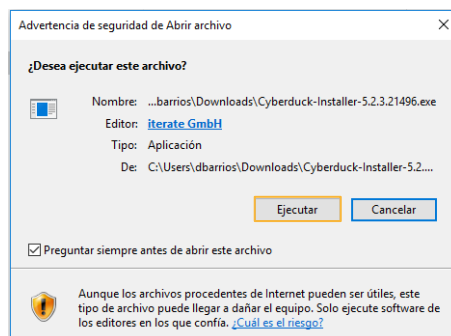 Advertencia de seguridad de Abrir archivo
¿Desea ejecutar este archivo?
Nombre: ...barrios\Downloads\Cyberduck-Installer-5.2.3.21496.exe
Editor: iterate GmbH
Tipo: Aplicación
De: C:\Users\dbarrios\Downloads\Cyberduck-Installer-5.2....
Ejecutar Cancelar
Preguntar siempre antes de abrir este archivo
Aunque los archivos procedentes de Internet pueden ser útiles, este
tipo de archivo puede llegar a dañar el equipo. Solo ejecute software de
los editores en los que confía. ¿Cuál es el riesgo?